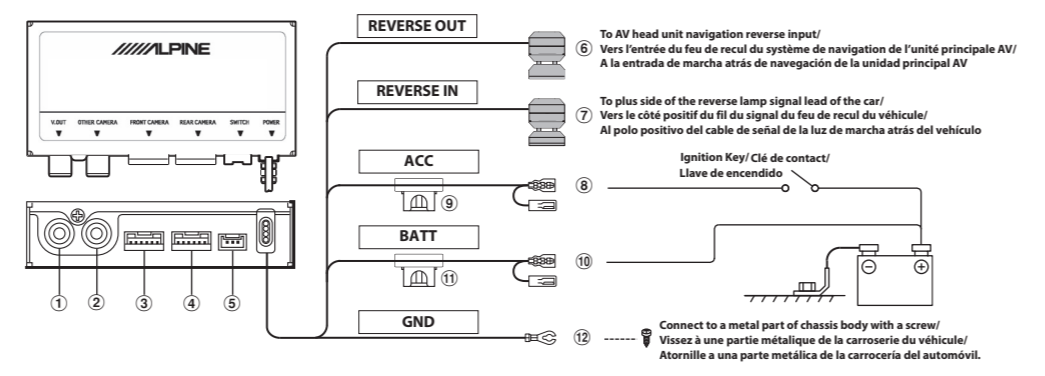 REVERSE OUT
⑥ To AV head unit navigation reverse input/
Vers l'entrée du feu de recul du système de navigation de l'unité principale AV/
A la entrada de marcha atrás de navegación de la unidad principal AV
ALPINE
V.OUT OTHER CAMERA FRONT CAMERA REAR CAMERA SWITCH POWER
REVERSE IN
⑦ To plus side of the reverse lamp signal lead of the car/
Vers le côté positif du fil du signal du feu de recul du véhicule/
Al polo positivo del cable de señal de la luz de marcha atrás del vehículo
ACC
⑧
⑨
Ignition Key/ Clé de contact/
Llave de encendido
BATT
⑩
⑪
① ② ③ ④ ⑤
GND
⑫ Connect to a metal part of chassis body with a screw/
Vissez à une partie métalique de la carroserie du véhicule/
Atornille a una parte metálica de la carrocería del automóvil.